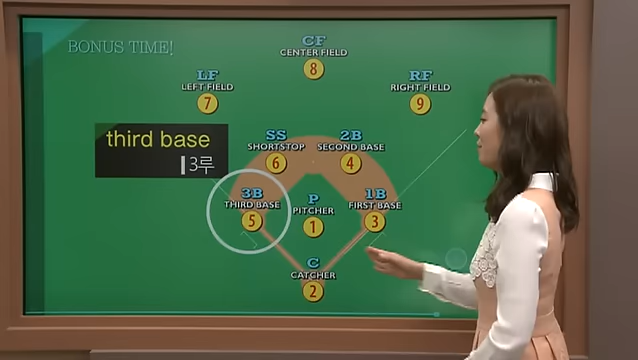 BONUS TIME!
CF
CENTER FIELD
8
LF
LEFT FIELD
7
RF
RIGHT FIELD
9
third base
3루
SS
SHORTSTOP
6
2B
SECOND BASE
4
3B
THIRD BASE
5
P
PITCHER
1
1B
FIRST BASE
3
C
CATCHER
2